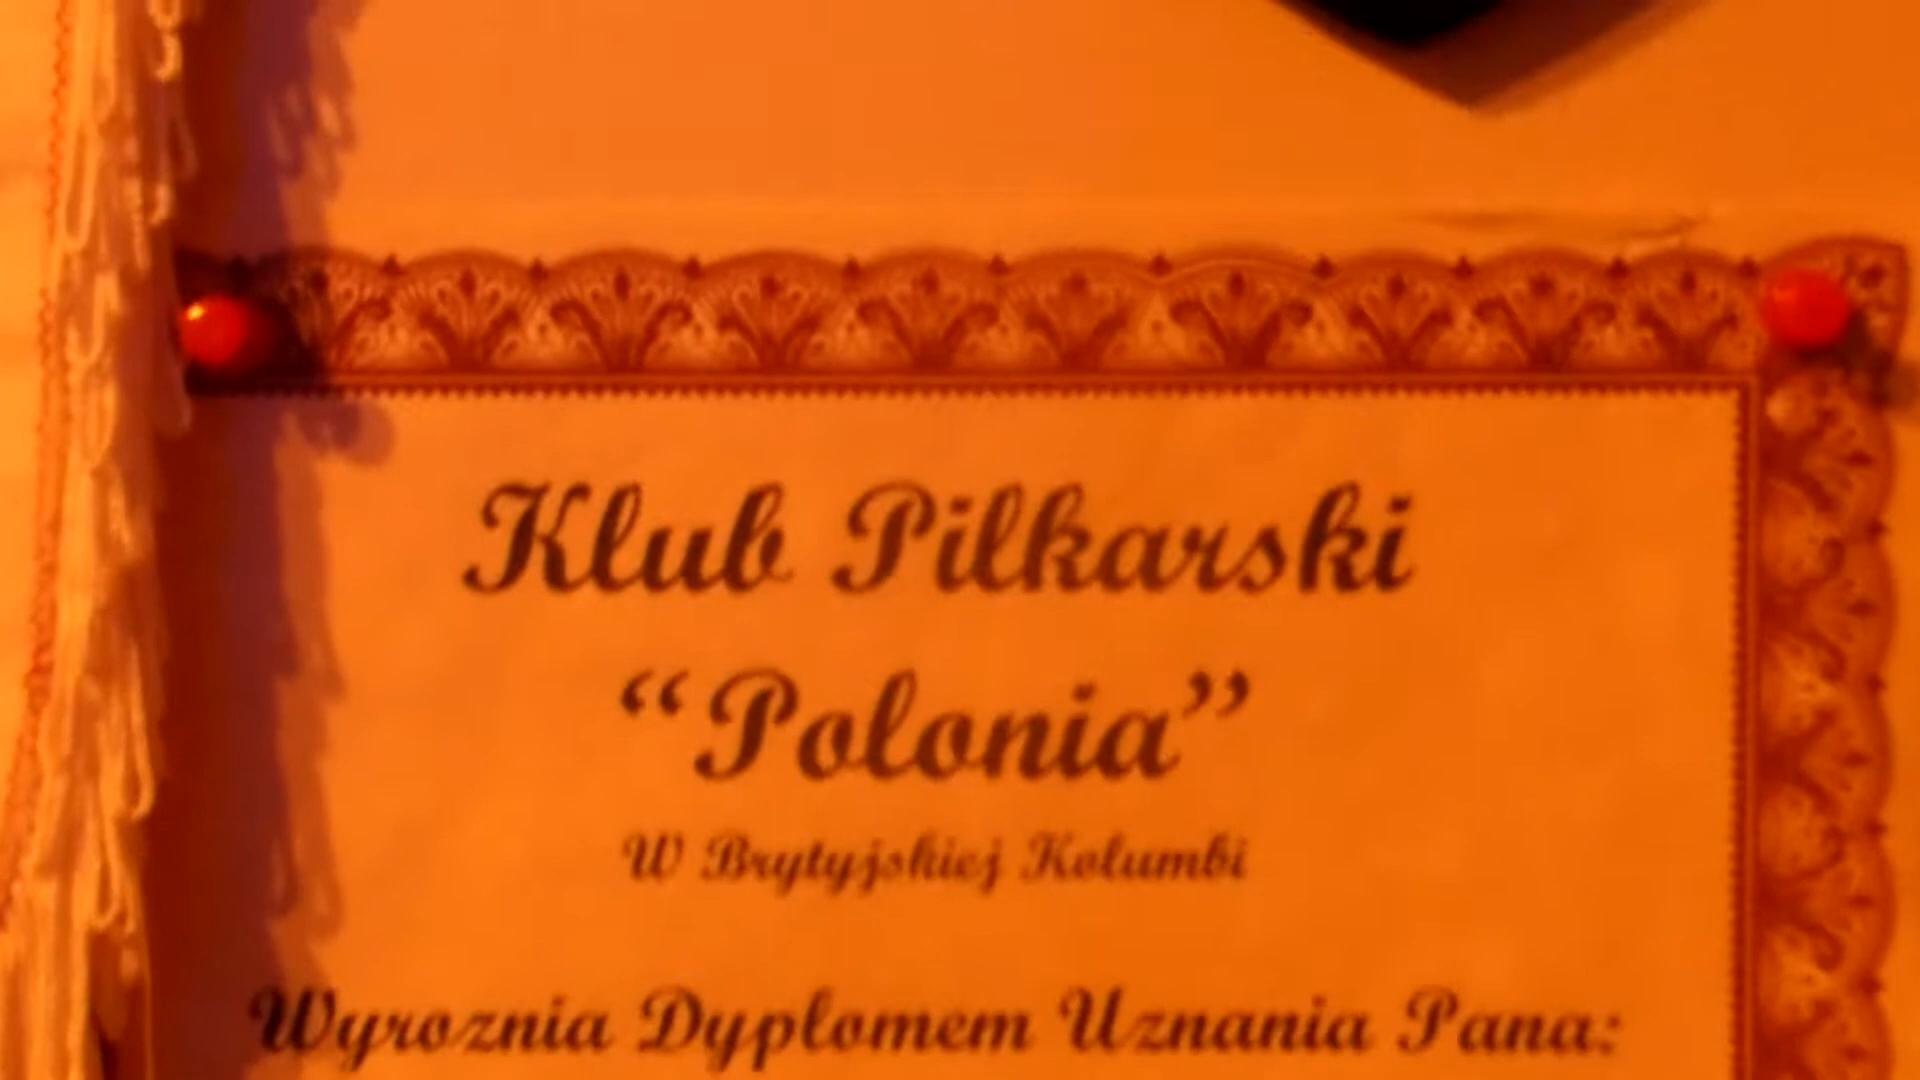 Klub Pilkarski
“Polonia”
W Brytyjskiej Kolumbi
Wyroznia Dyplomem Uznania Pana: